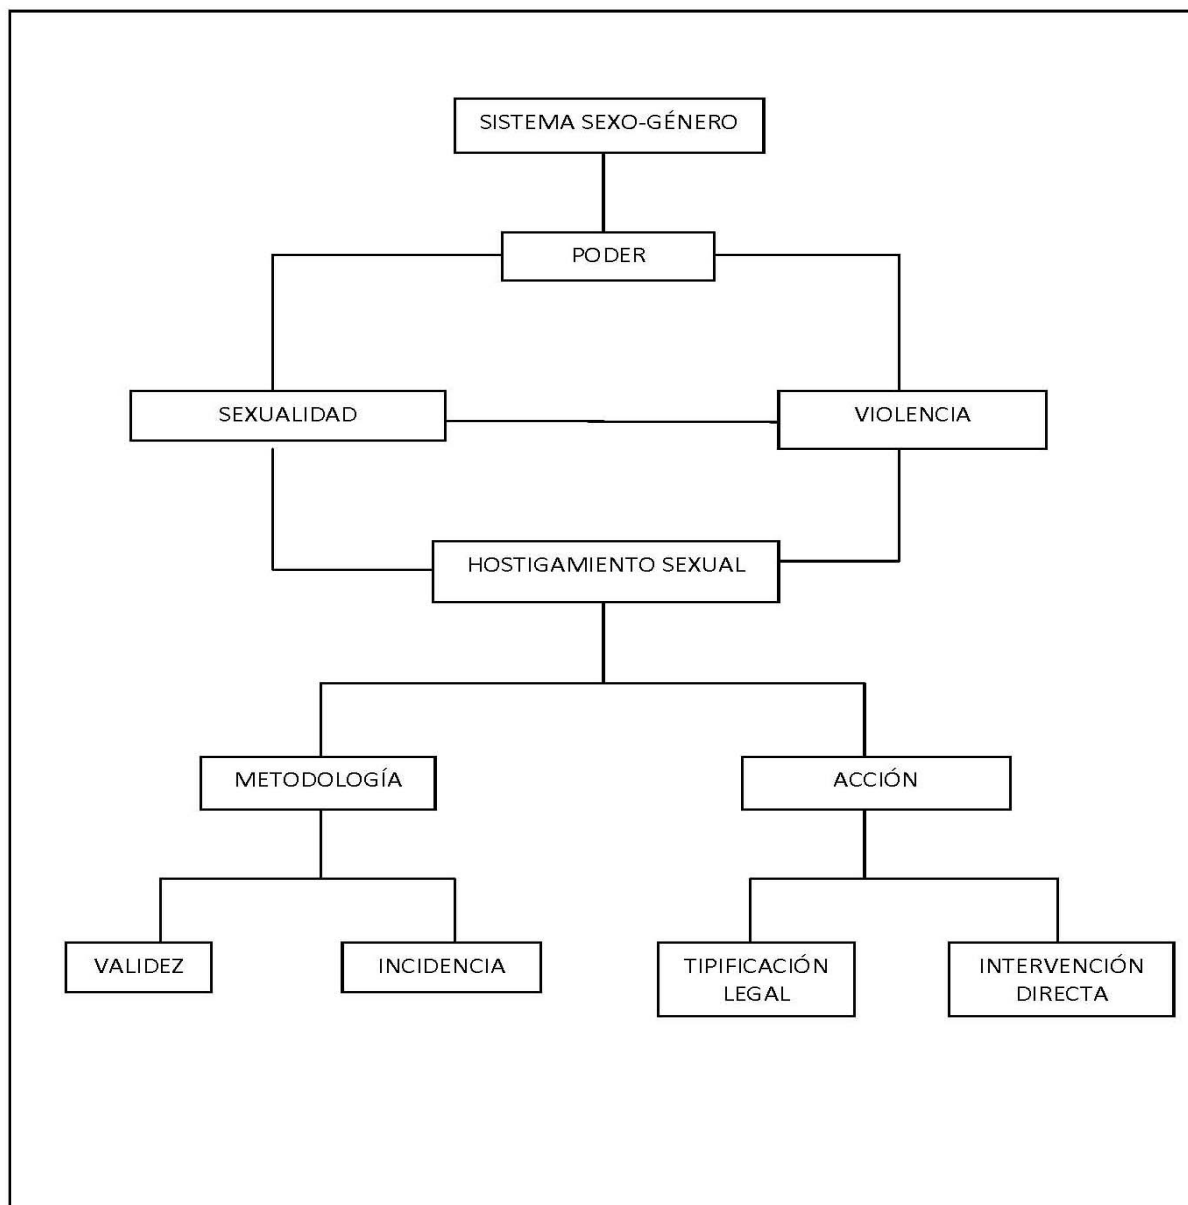 SISTEMA SEXO-GÉNERO
PODER
SEXUALIDAD
VIOLENCIA
HOSTIGAMIENTO SEXUAL
METODOLOGÍA
ACCIÓN
VALIDEZ
INCIDENCIA
TIPIFICACIÓN
LEGAL
INTERVENCIÓN
DIRECTA